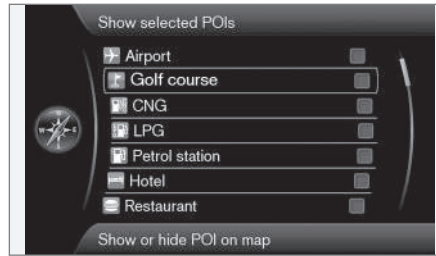 Show selected POIs
Airport
Golf course
CNG
LPG
Petrol station
Hotel
Restaurant
Show or hide POI on map